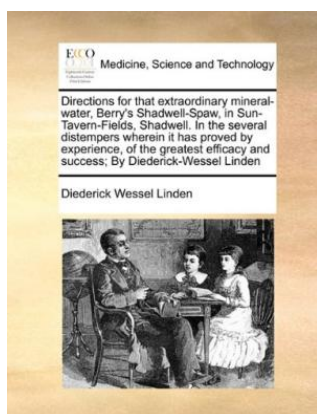 ECCO
Medicine, Science and Technology
Directions for that extraordinary mineral-
water, Berry's Shadwell-Spaw, in Sun-
Tavern-Fields, Shadwell. In the several
distempers wherein it has proved by
experience, of the greatest efficacy and
success; By Diederick-Wessel Linden
Diederick Wessel Linden